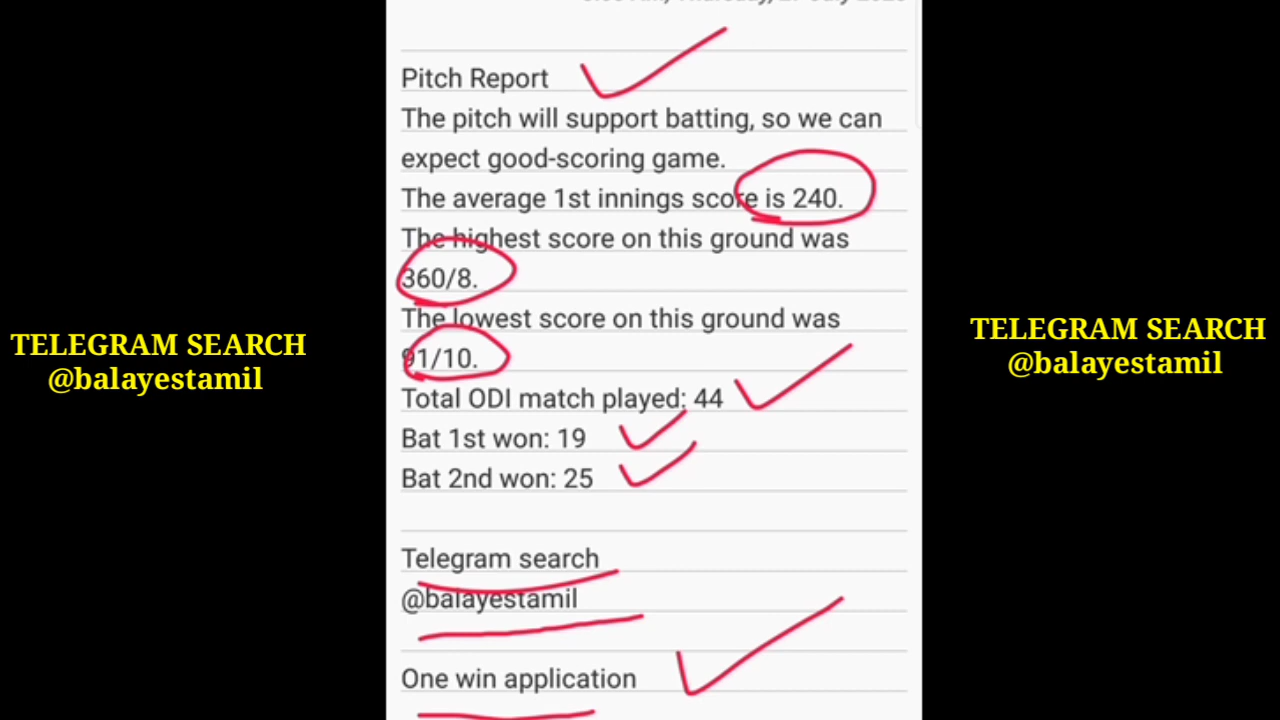 Pitch Report
The pitch will support batting, so we can
expect good-scoring game.
The average 1st innings score is 240.
The highest score on this ground was
360/8.
The lowest score on this ground was
91/10.
Total ODI match played: 44
Bat 1st won: 19
Bat 2nd won: 25
Telegram search
@balayestamil
One win application
TELEGRAM SEARCH
@balayestamil
TELEGRAM SEARCH
@balayestamil